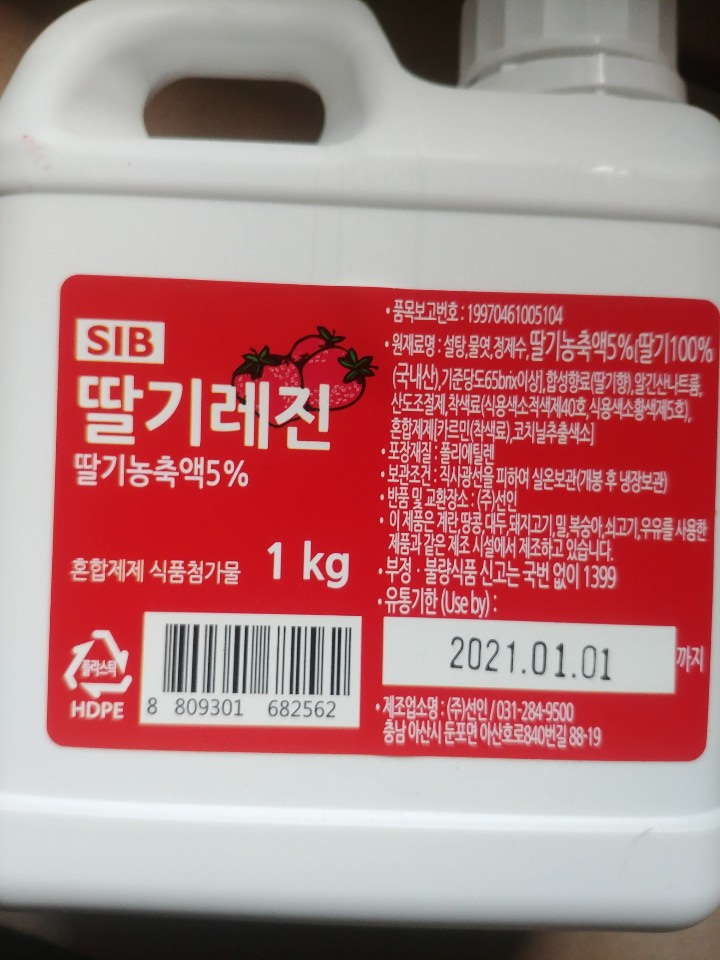 SIB
딸기레진
딸기농축액5%
혼합제제 식품첨가물 1 kg
플라스틱
HDPE
8 809301 682562
• 품목보고번호 : 19970461005104
• 원재료명 : 설탕,물엿,정제수,딸기농축액5%[딸기100%
(국내산),기준당도65brix이상],합성향료(딸기향),알긴산나트륨,
산도조절제,착색료(식용색소적색제40호, 식용색소황색제5호),
혼합제제[카르민(착색료),코치닐추출색소]
• 포장재질 : 폴리에틸렌
• 보관조건 : 직사광선을 피하여 실온보관(개봉 후 냉장보관)
• 반품 및 교환장소 : (주)선인
• 이 제품은 계란,땅콩,대두,돼지고기,밀,복숭아,쇠고기,우유를 사용한
제품과 같은 제조 시설에서 제조하고 있습니다.
• 부정 · 불량식품 신고는 국번 없이 1399
• 유통기한 (Use by) :
2021.01.01 까지
• 제조업소명 : (주)선인 / 031-284-9500
충남 아산시 둔포면 아산호로840번길 88-19